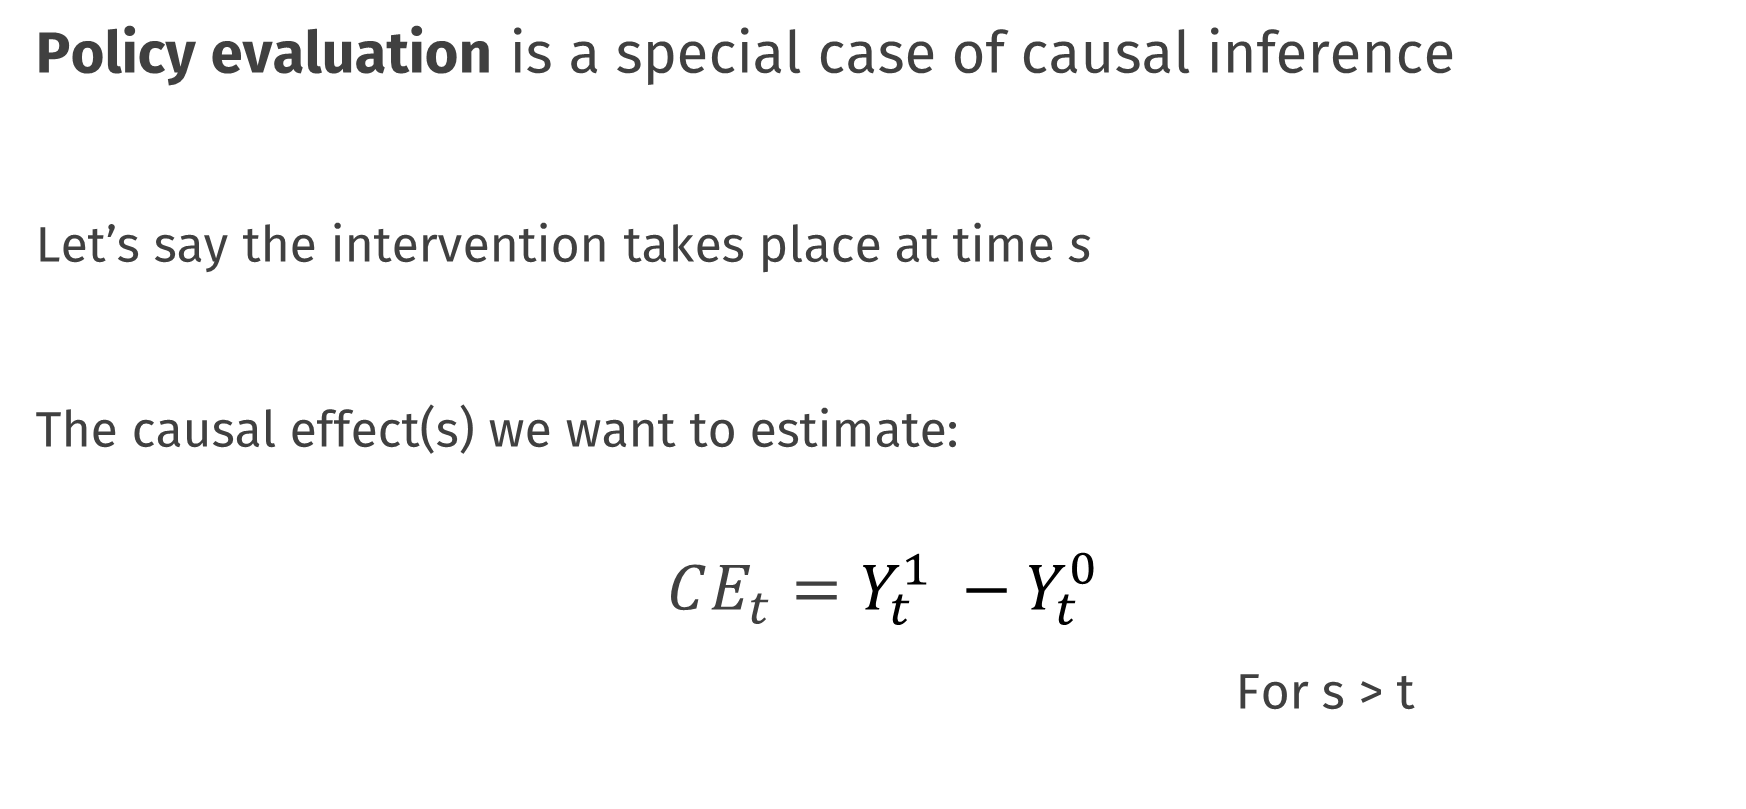 Policy evaluation is a special case of causal inference
Let’s say the intervention takes place at time s
The causal effect(s) we want to estimate:
$CE_t = Y_t^1 - Y_t^0$
For s > t